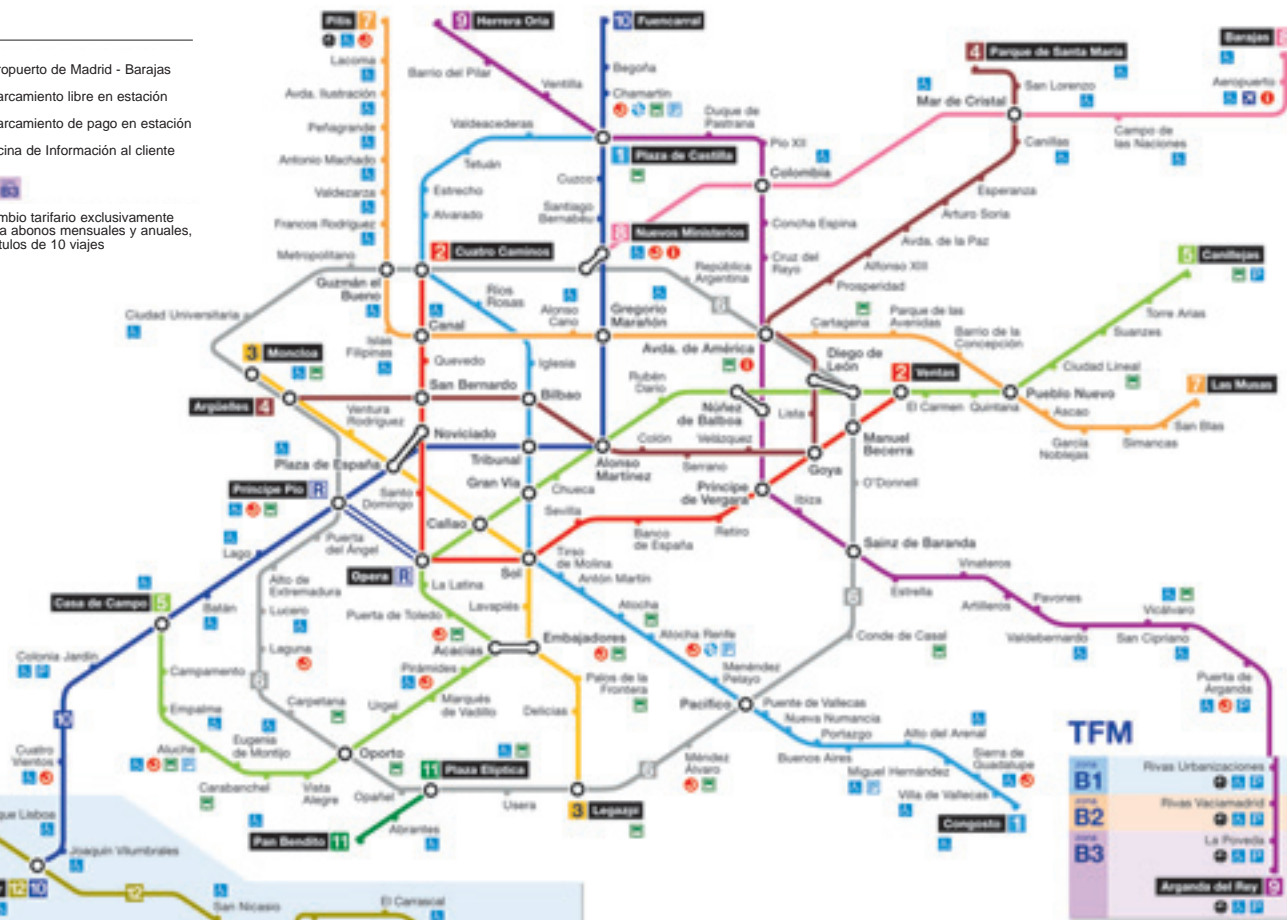 ropuerto de Madrid - Barajas
arcamiento libre en estación
arcamiento de pago en estación
cina de Información al cliente
B3
mbio tarifario exclusivamente
a abonos mensuales y anuales,
tulos de 10 viajes
Pitis 7
Lacoma
Avda. Ilustración
Peñagrande
Antonio Machado
Valdezarza
Francos Rodríguez
Metropolitano
Guzmán el
Bueno
Ciudad Universitaria
Islas
Filipinas
9 Herrera Oria
Barrio del Pilar
Ventilla
Valdeacederas
Tetuán
Estrecho
Alvarado
2 Cuatro Caminos
Ríos
Rosas
Canal
Quevedo
Iglesia
10 Fuencarral
Begoña
Chamartín
1 Plaza de Castilla
Cuzco
Santiago
Bernabéu
8 Nuevos Ministerios
Alonso
Cano
Gregorio
Marañón
República
Argentina
6
Avda. de América
Duque de
Pastrana
Pío XII
Colombia
Concha Espina
Cruz del
Rayo
4 Parque de Santa María
San Lorenzo
Mar de Cristal
Canillas
Esperanza
Arturo Soria
Avda. de la Paz
Alfonso XIII
Prosperidad
Barajas
Aeropuerto
Campo de
las Naciones
5 Canillejas
Torre Arias
Suanzes
Ciudad Lineal
Pueblo Nuevo
Quintana
El Carmen
2 Ventas
Cartagena
Parque de las
Avenidas
Barrio de la
Concepción
7 Las Musas
San Blas
Simancas
García
Noblejas
Ascao
Diego de
León
Manuel
Becerra
Lista
Goya
Núñez
de Balboa
Rubén
Darío
3 Moncloa
Argüelles 4
Ventura
Rodríguez
San Bernardo
Bilbao
Noviciado
Tribunal
Alonso
Martínez
Colón
Serrano
Velázquez
Plaza de España
Príncipe Pío R
Santo
Domingo
Gran Vía
Chueca
Callao
Sevilla
Banco
de España
Retiro
Príncipe
de Vergara
Ibiza
O'Donnell
Sainz de Baranda
Opera R
Sol
Tirso
de Molina
Antón Martín
Atocha
Atocha Renfe
Menéndez
Pelayo
Pacífico
Conde de Casal
6
Estrella
Vinateros
Artilleros
Pavones
Valdebernardo
Vicálvaro
San Cipriano
Puerta de
Arganda
Lago
Puerta
del Ángel
Alto de
Extremadura
Lucero
Laguna
6
Carpetana
Casa de Campo 5
Batán
Colonia Jardín
10
Cuatro
Vientos
Campamento
Empalme
Aluche
Eugenia
de Montijo
Carabanchel
Vista
Alegre
Oporto
Urgel
Marqués
de Vadillo
Pirámides
Acacias
Puerta de Toledo
La Latina
Lavapiés
Embajadores
Palos de la
Frontera
Delicias
3 Legazpi
Usera
11 Plaza Elíptica
Opañel
Abrantes
Pan Bendito 11
6
Méndez
Álvaro
Puente de Vallecas
Nueva Numancia
Portazgo
Buenos Aires
Alto del Arenal
Miguel Hernández
Sierra de
Guadalupe
Villa de Vallecas
Congosto 1
TFM
zona
B1
Rivas Urbanizaciones
zona
B2
Rivas Vaciamadrid
zona
B3
La Poveda
Arganda del Rey 9
que Lisboa
Joaquín Vilumbrales
12 10
12
San Nicasio
El Carrascal